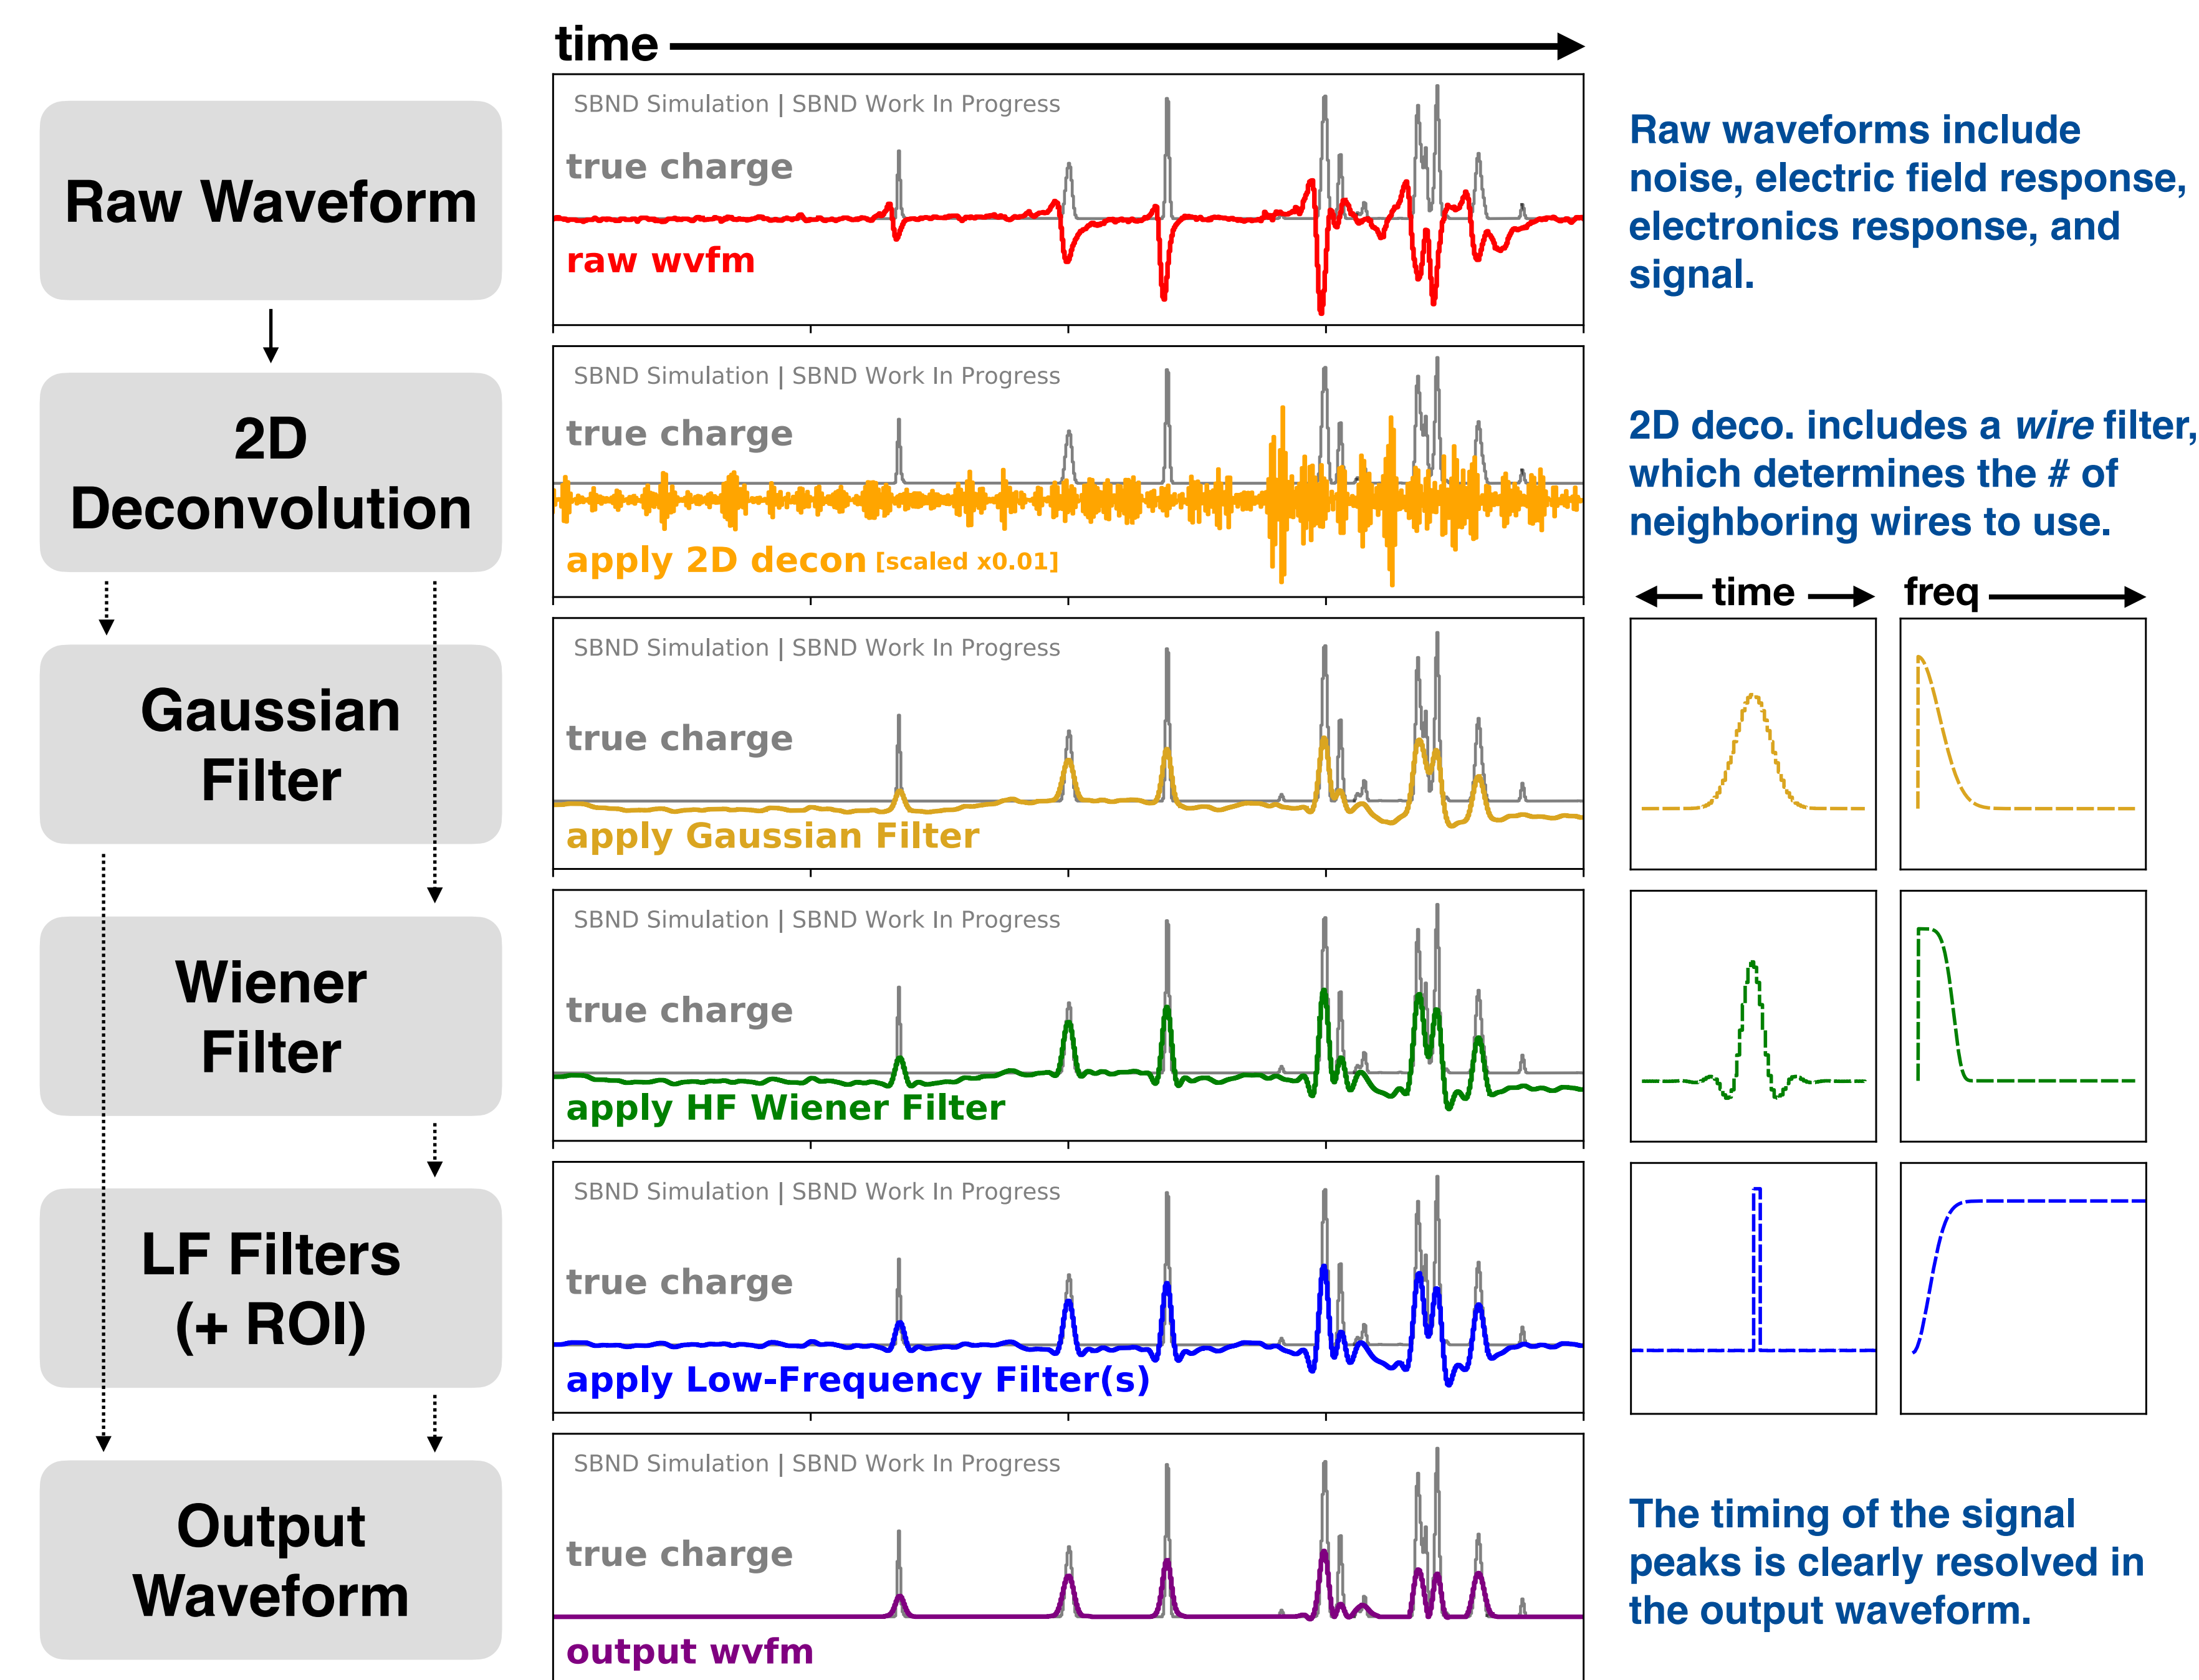 time
Raw Waveform
SBND Simulation | SBND Work In Progress
true charge
raw wvfm
Raw waveforms include
noise, electric field response,
electronics response, and
signal.
2D
Deconvolution
SBND Simulation | SBND Work In Progress
true charge
apply 2D decon [scaled x0.01]
2D deco. includes a wire filter,
which determines the # of
neighboring wires to use.
time
freq
Gaussian
Filter
SBND Simulation | SBND Work In Progress
true charge
apply Gaussian Filter
Wiener
Filter
SBND Simulation | SBND Work In Progress
true charge
apply HF Wiener Filter
LF Filters
(+ ROI)
SBND Simulation | SBND Work In Progress
true charge
apply Low-Frequency Filter(s)
Output
Waveform
SBND Simulation | SBND Work In Progress
true charge
output wvfm
The timing of the signal
peaks is clearly resolved in
the output waveform.